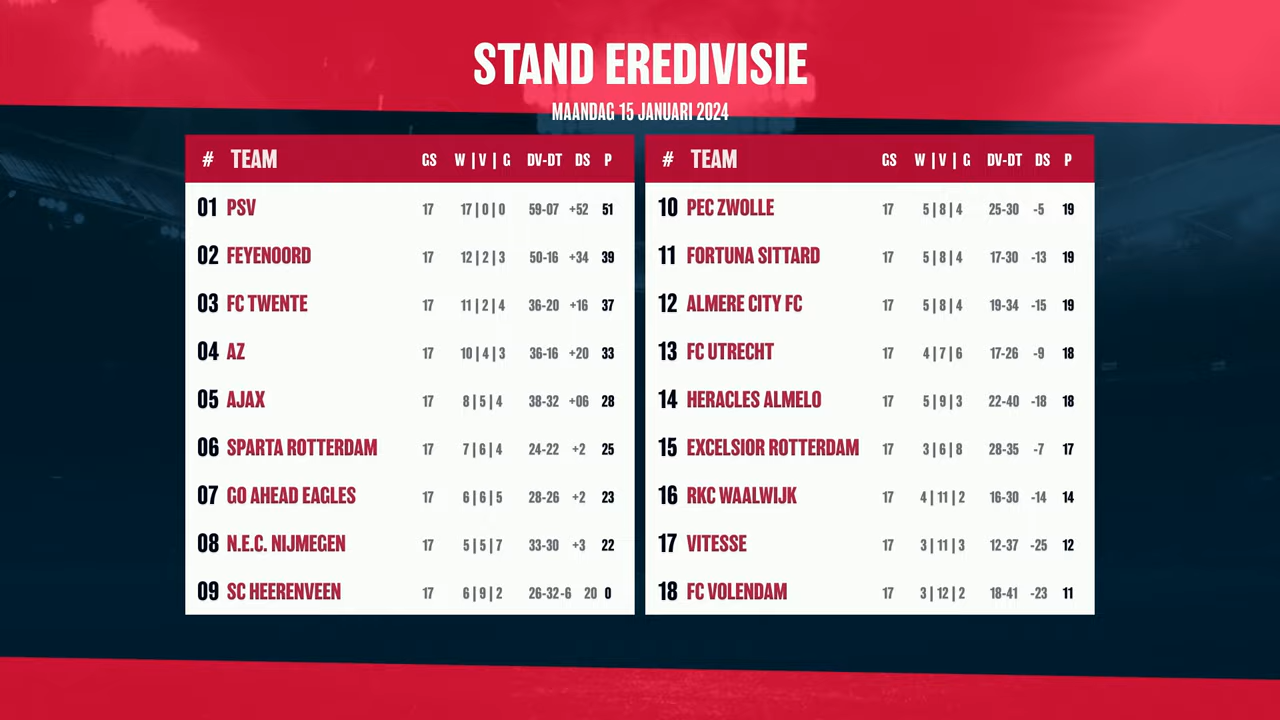 STAND EREDIVISIE
MAANDAG 15 JANUARI 2024
# TEAM GS W | V | G DV-DT DS P
01 PSV 17 17 | 0 | 0 59-07 +52 51
02 FEYENOORD 17 12 | 2 | 3 50-16 +34 39
03 FC TWENTE 17 11 | 2 | 4 36-20 +16 37
04 AZ 17 10 | 4 | 3 36-16 +20 33
05 AJAX 17 8 | 5 | 4 38-32 +06 28
06 SPARTA ROTTERDAM 17 7 | 6 | 4 24-22 +2 25
07 GO AHEAD EAGLES 17 6 | 6 | 5 28-26 +2 23
08 N.E.C. NIJMEGEN 17 5 | 5 | 7 33-30 +3 22
09 SC HEERENVEEN 17 6 | 9 | 2 26-32-6 20 0
# TEAM GS W | V | G DV-DT DS P
10 PEC ZWOLLE 17 5 | 8 | 4 25-30 -5 19
11 FORTUNA SITTARD 17 5 | 8 | 4 17-30 -13 19
12 ALMERE CITY FC 17 5 | 8 | 4 19-34 -15 19
13 FC UTRECHT 17 4 | 7 | 6 17-26 -9 18
14 HERACLES ALMELO 17 5 | 9 | 3 22-40 -18 18
15 EXCELSIOR ROTTERDAM 17 3 | 6 | 8 28-35 -7 17
16 RKC WAALWIJK 17 4 | 11 | 2 16-30 -14 14
17 VITESSE 17 3 | 11 | 3 12-37 -25 12
18 FC VOLENDAM 17 3 | 12 | 2 18-41 -23 11